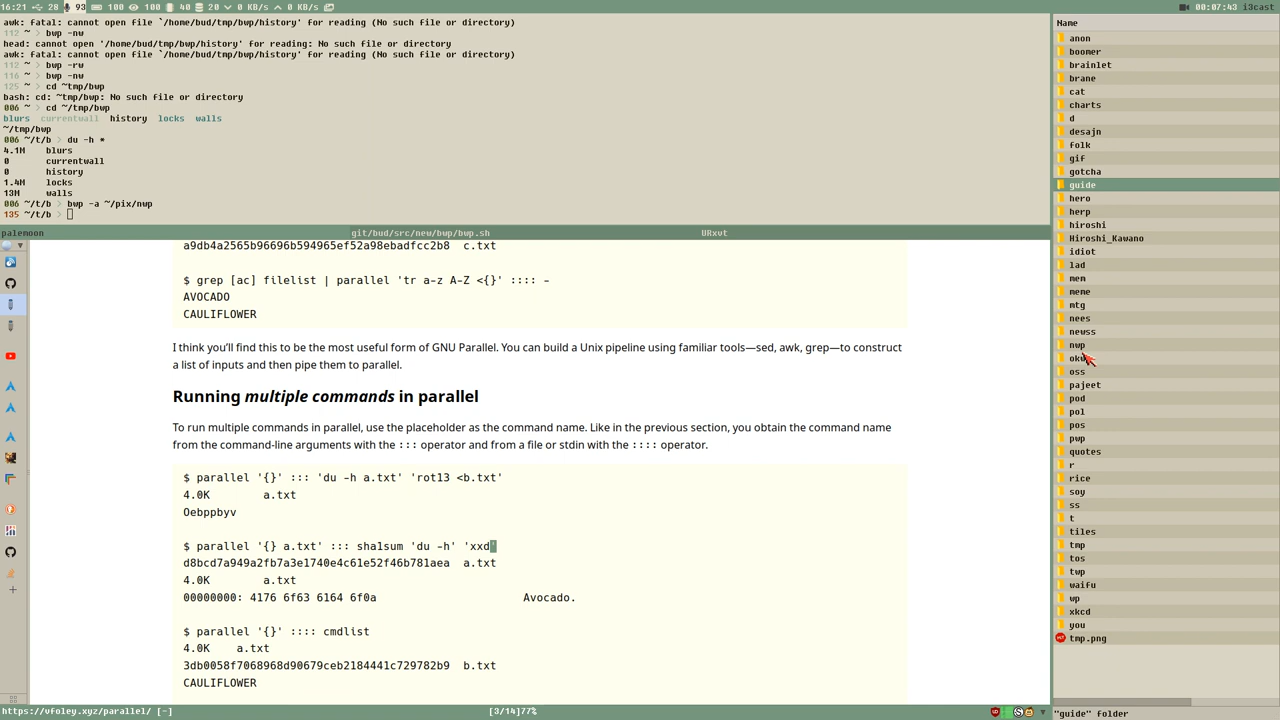 16:21 28 93 100 100 40 20 0 KB/s 0 KB/s 00:07:43 i3cast
awk: fatal: cannot open file `/home/bud/tmp/bwp/history' for reading (No such file or directory)
112 ~ > bwp -nw
head: cannot open '/home/bud/tmp/bwp/history' for reading: No such file or directory
awk: fatal: cannot open file `/home/bud/tmp/bwp/history' for reading (No such file or directory)
112 ~ > bwp -rw
116 ~ > bwp -nw
125 ~ > cd ~tmp/bwp
bash: cd: ~tmp/bwp: No such file or directory
006 ~ > cd ~/tmp/bwp
blurs currentwall history locks walls
~/tmp/bwp
006 ~/t/b > du -h *
4.1M blurs
0 currentwall
0 history
1.4M locks
13M walls
006 ~/t/b > bwp -a ~/pix/nwp
135 ~/t/b >
palemoon git/bud/src/new/bwp/bwp.sh URxvt
a9db4a2565b96696b594965ef52a98ebadfcc2b8 c.txt
$ grep [ac] filelist | parallel 'tr a-z A-Z <{}' :::: -
AVOCADO
CAULIFLOWER
I think you’ll find this to be the most useful form of GNU Parallel. You can build a Unix pipeline using familiar tools—sed, awk, grep—to construct
a list of inputs and then pipe them to parallel.
Running multiple commands in parallel
To run multiple commands in parallel, use the placeholder as the command name. Like in the previous section, you obtain the command name
from the command-line arguments with the ::: operator and from a file or stdin with the :::: operator.
$ parallel '{}' ::: 'du -h a.txt' 'rot13 <b.txt'
4.0K a.txt
Oebppbyv
$ parallel '{} a.txt' ::: sha1sum 'du -h' 'xxd'
d8bcd7a949a2fb7a3e1740e4c61e52f46b781aea a.txt
4.0K a.txt
00000000: 4176 6f63 6164 6f0a Avocado.
$ parallel '{}' :::: cmdlist
4.0K a.txt
3db0058f7068968d90679ceb2184441c729782b9 b.txt
CAULIFLOWER
https://vfoley.xyz/parallel/ [-] [3/14]77%
Name
anon
boomer
brainlet
brane
cat
charts
d
desajn
folk
gif
gotcha
guide
hero
herp
hiroshi
Hiroshi_Kawano
idiot
lad
mem
meme
mtg
nees
newss
nwp
oss
pajeet
pod
pol
pos
pwp
quotes
r
rice
soy
ss
t
tiles
tmp
tos
twp
waifu
wp
xkcd
you
tmp.png
"guide" folder